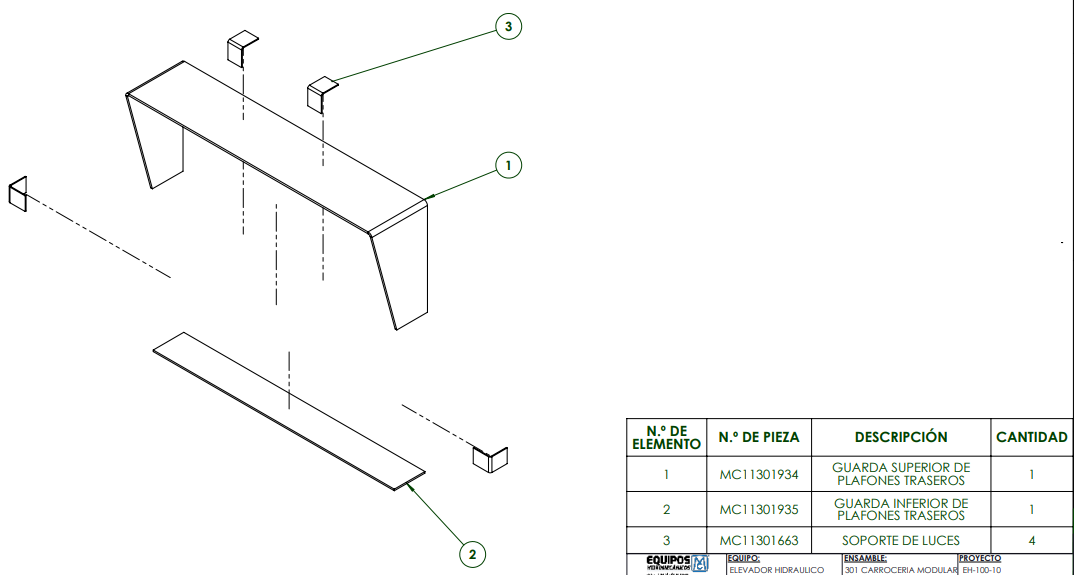 3
1
2
N.º DE ELEMENTO N.º DE PIEZA DESCRIPCIÓN CANTIDAD
1 MC11301934 GUARDA SUPERIOR DE PLAFONES TRASEROS 1
2 MC11301935 GUARDA INFERIOR DE PLAFONES TRASEROS 1
3 MC11301663 SOPORTE DE LUCES 4
EQUIPOS HIDROMECÁNICOS EQUIPO: ENSAMBLE: PROYECTO
ELEVADOR HIDRAULICO 301 CARROCERIA MODULAR EH-100-10